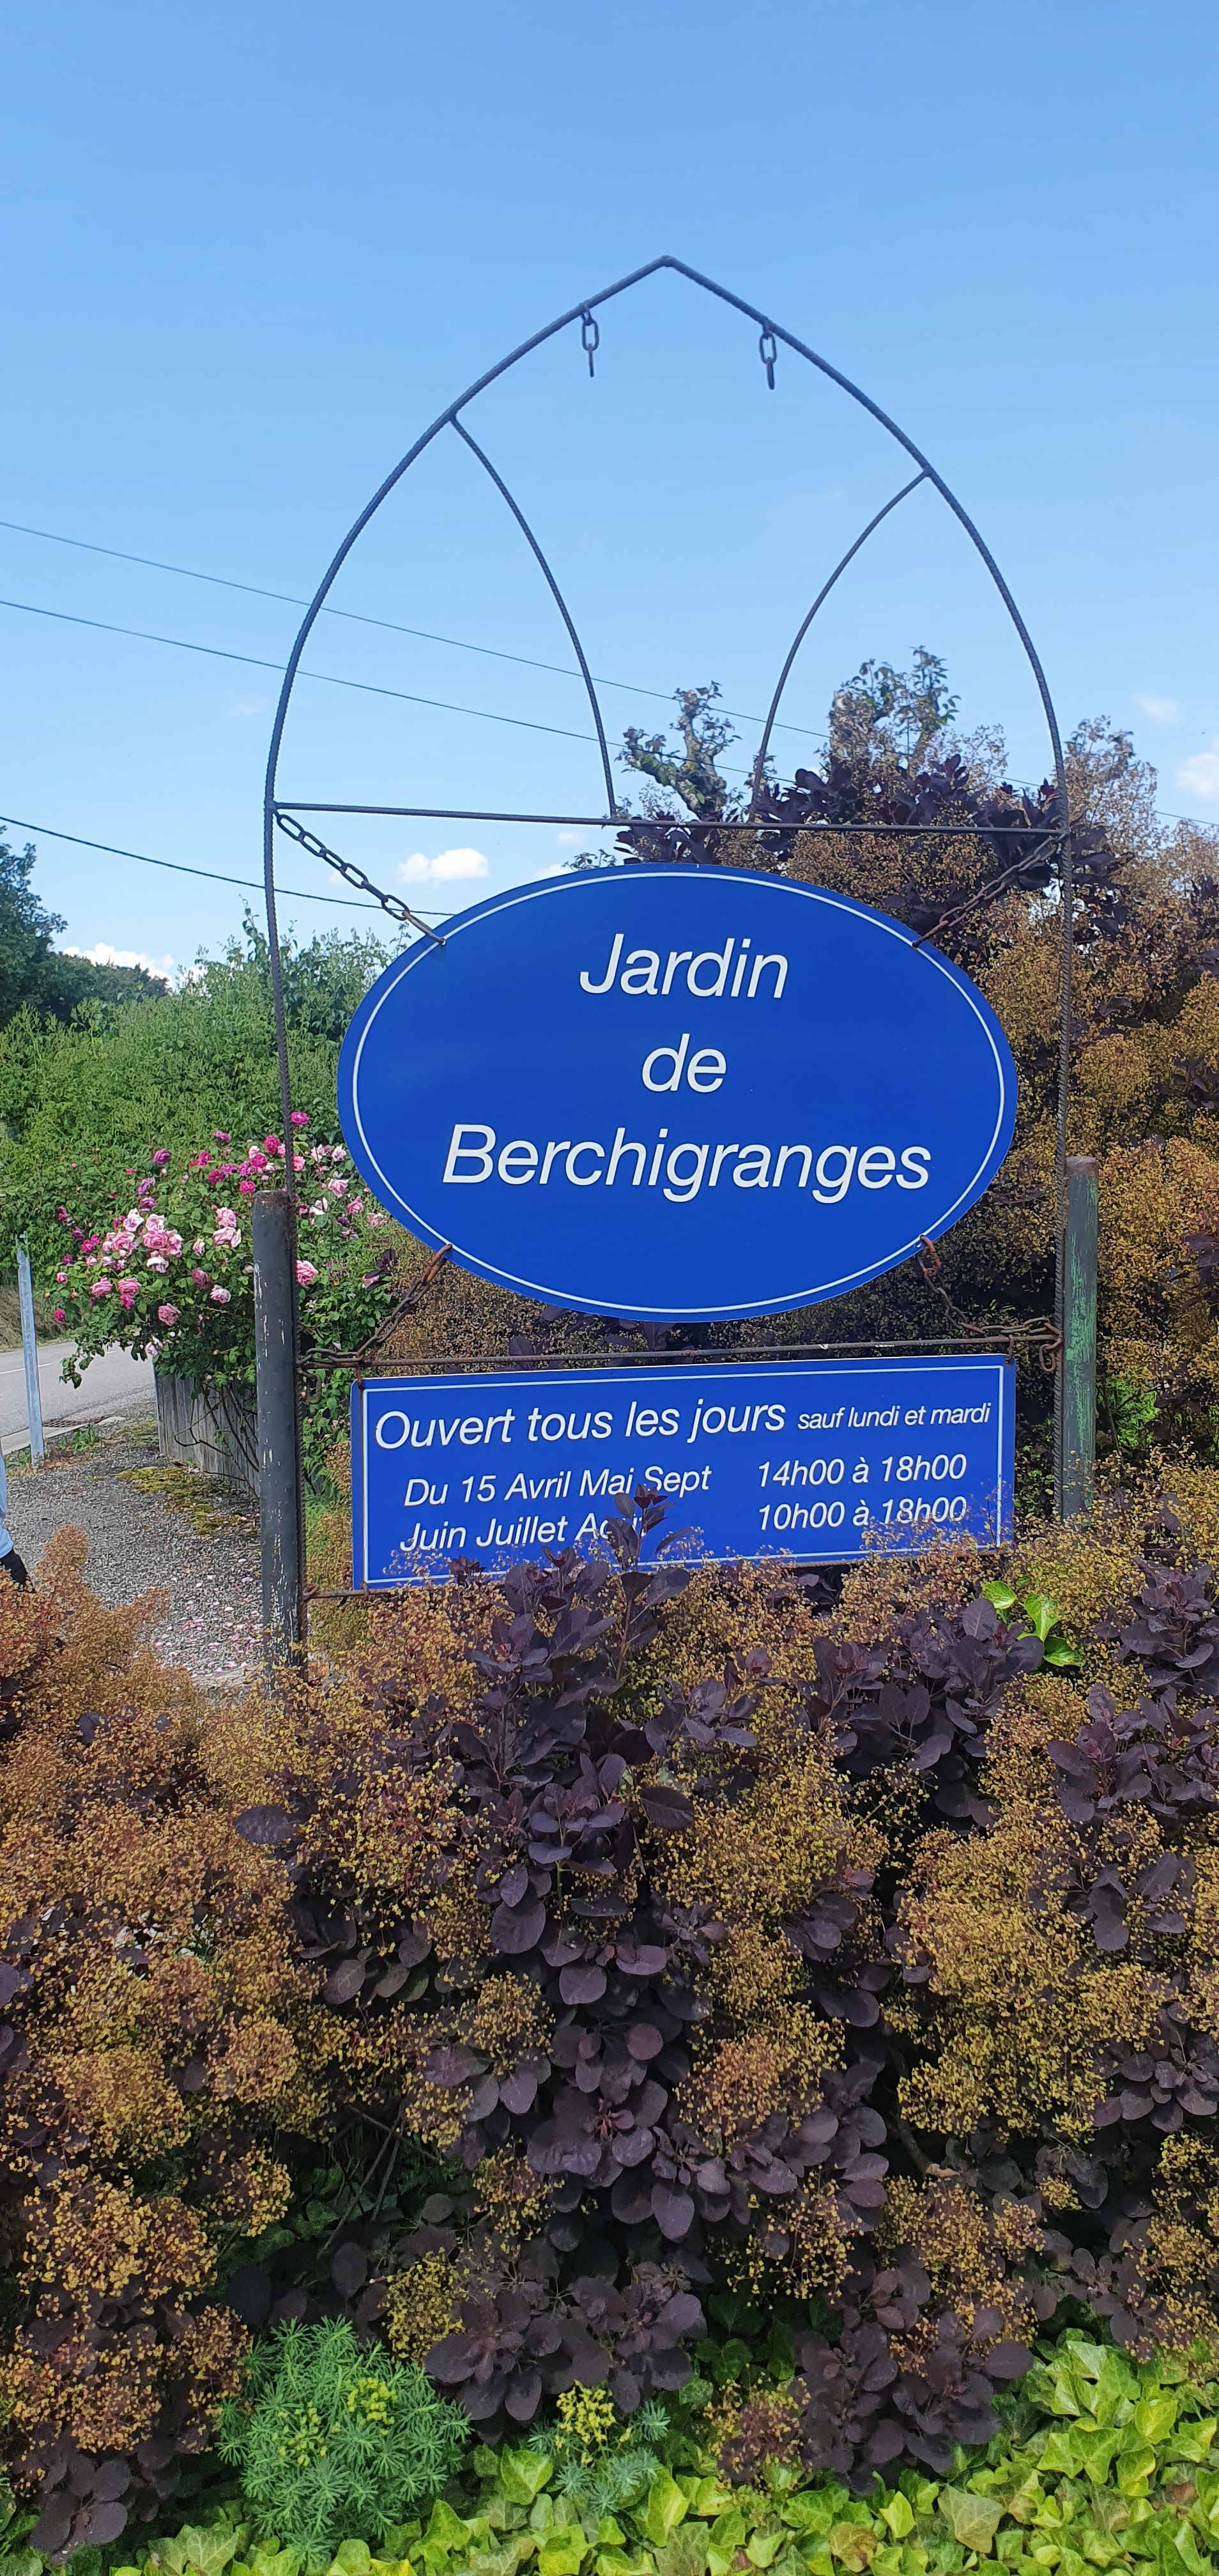 Jardin
de
Berchigranges
Ouvert tous les jours sauf lundi et mardi
Du 15 Avril Mai Sept 14h00 à 18h00
Juin Juillet 10h00 à 18h00